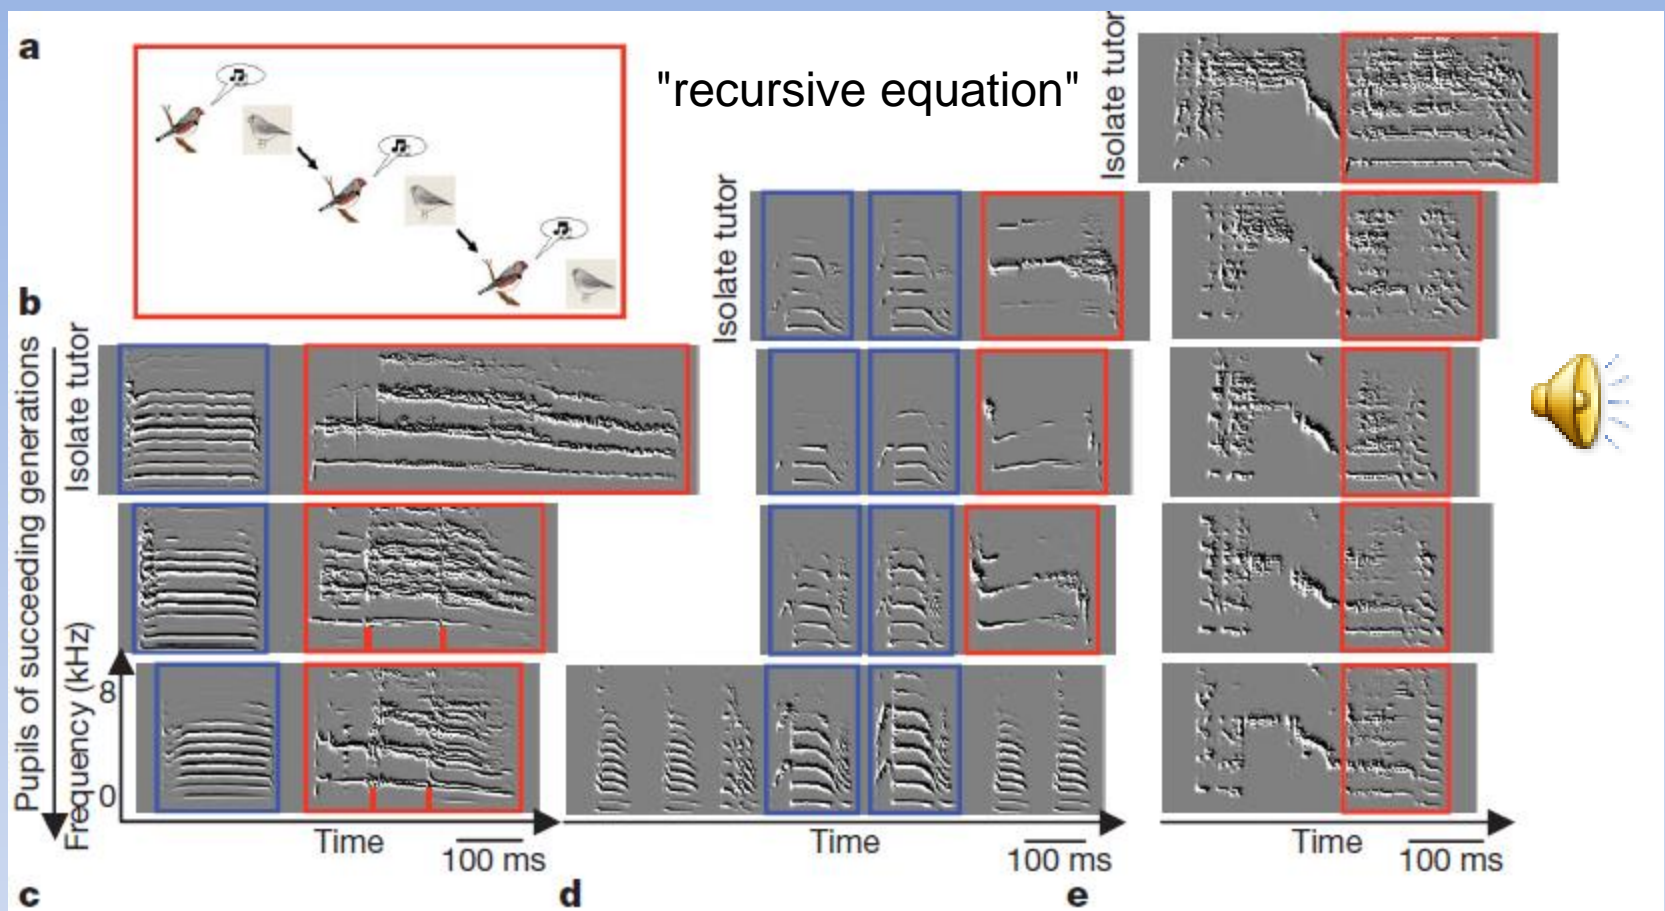 a
"recursive equation"
Isolate tutor
Isolate tutor
b
Isolate tutor
Pupils of succeeding generations
Frequency (kHz)
8
0
Time
100 ms
Time
100 ms
Time
100 ms
c
d
e